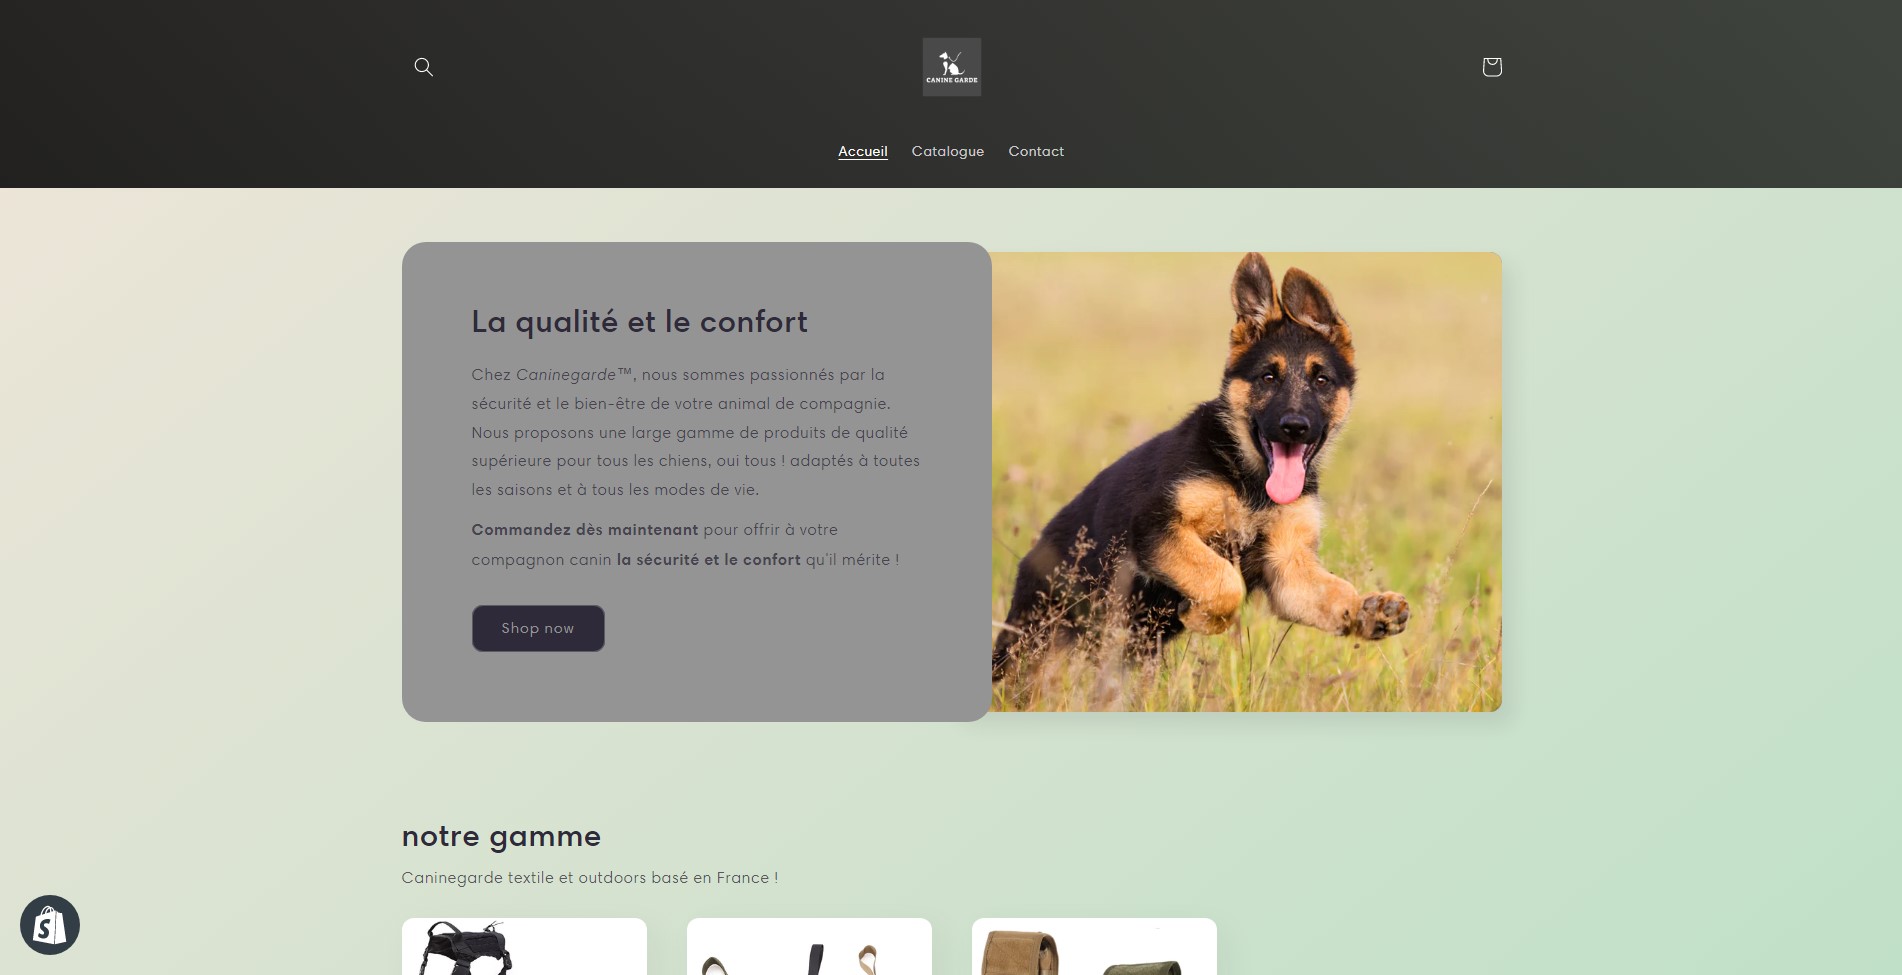 CANINE GARDE
Accueil
Catalogue
Contact
La qualité et le confort
Chez Caninegarde™, nous sommes passionnés par la
sécurité et le bien-être de votre animal de compagnie.
Nous proposons une large gamme de produits de qualité
supérieure pour tous les chiens, oui tous ! adaptés à toutes
les saisons et à tous les modes de vie.
Commandez dès maintenant pour offrir à votre
compagnon canin la sécurité et le confort qu'il mérite !
Shop now
notre gamme
Caninegarde textile et outdoors basé en France !